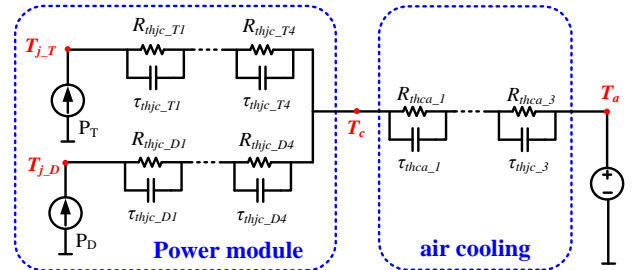 R_thjc_T1 R_thjc_T4
T_j_T
τ_thjc_T1 τ_thjc_T4
P_T
R_thjc_D1 R_thjc_D4
T_j_D
τ_thjc_D1 τ_thjc_D4
P_D
Power module
T_c
R_thca_1 R_thca_3
τ_thca_1 τ_thjc_3
T_a
air cooling